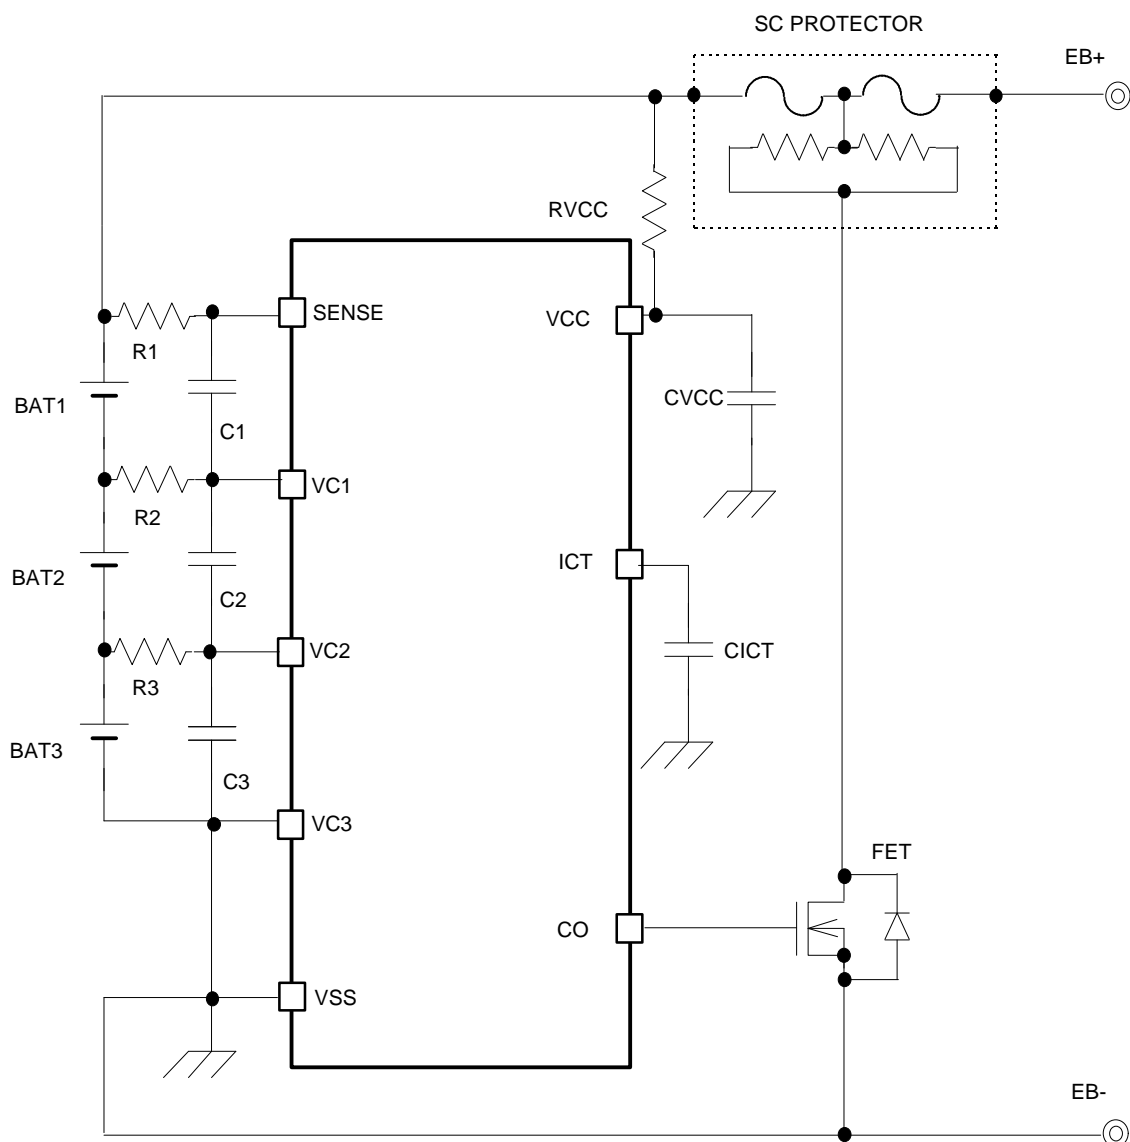 SC PROTECTOR
EB+
RVCC
SENSE
VCC
R1
BAT1
CVCC
C1
VC1
R2
ICT
BAT2
C2
VC2
CICT
R3
BAT3
C3
VC3
FET
CO
VSS
EB-